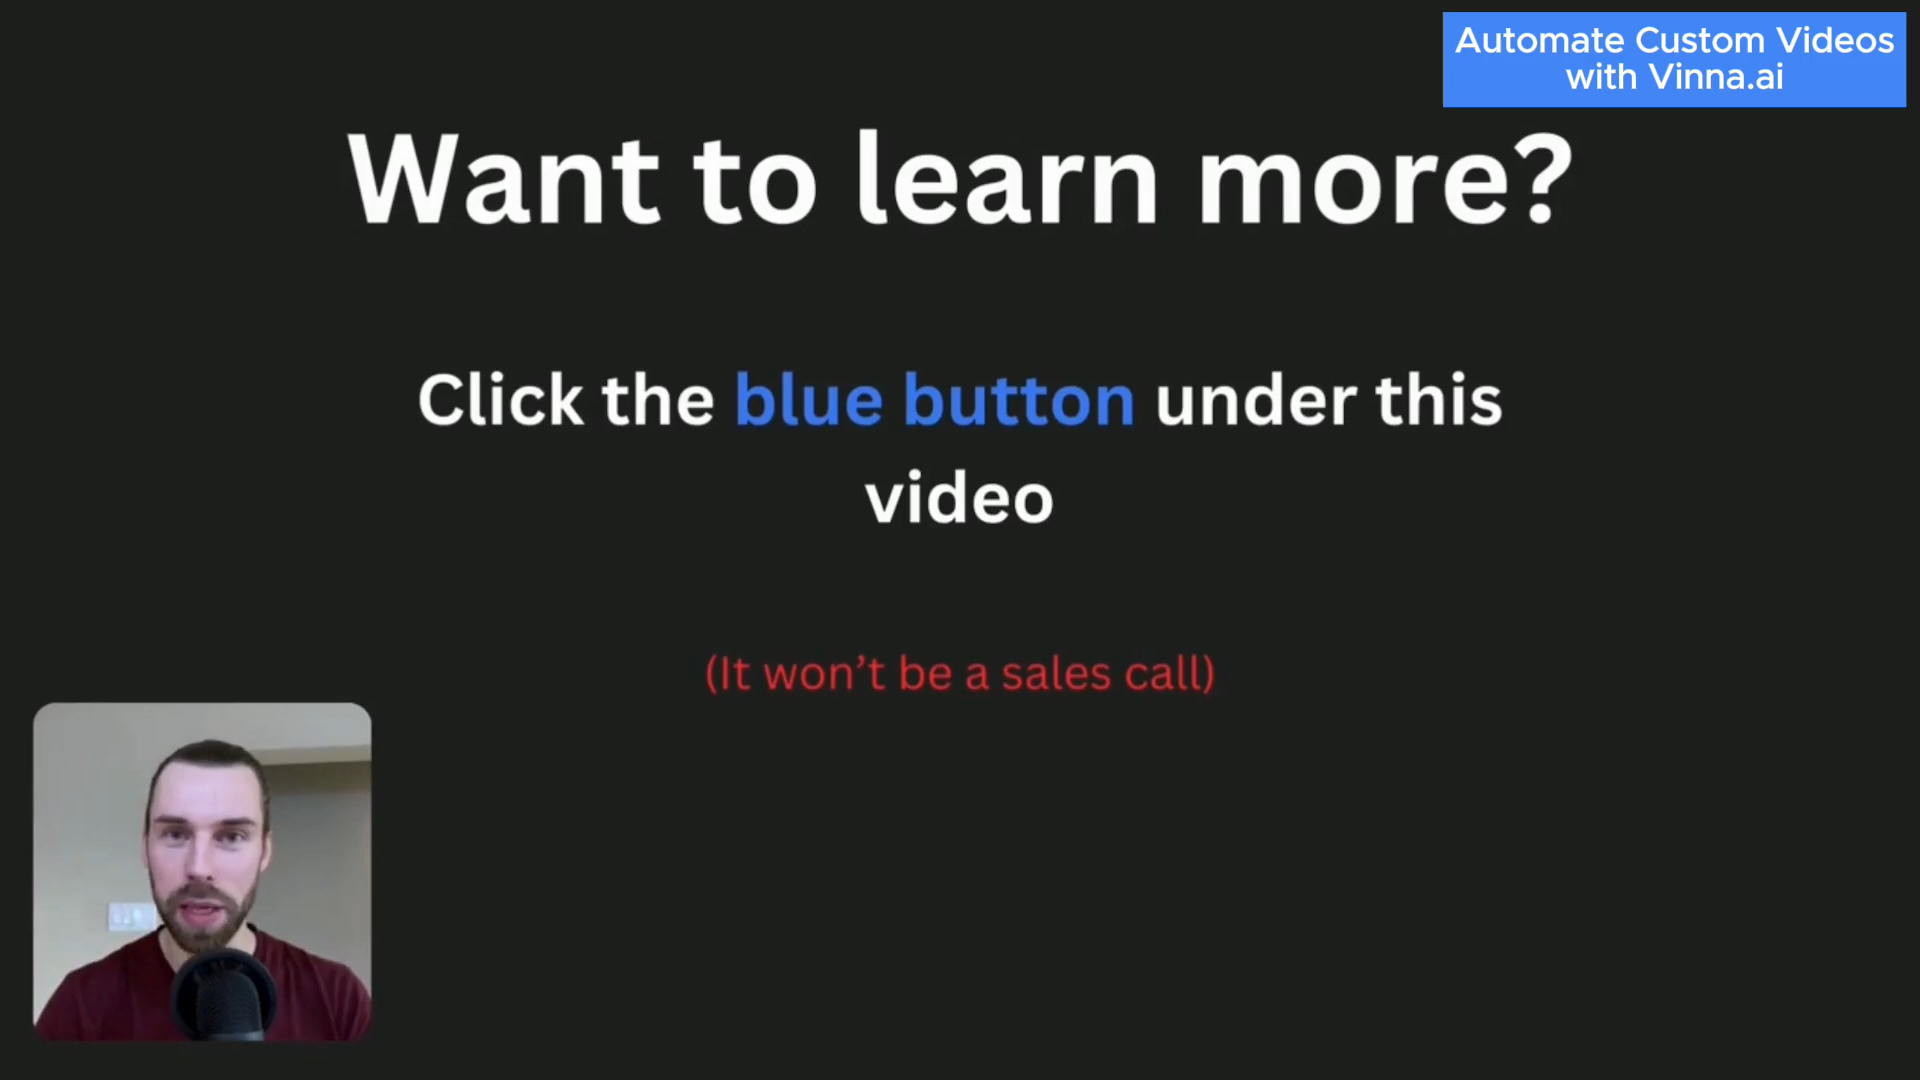 Automate Custom Videos
with Vinna.ai
Want to learn more?
Click the blue button under this
video
(It won’t be a sales call)